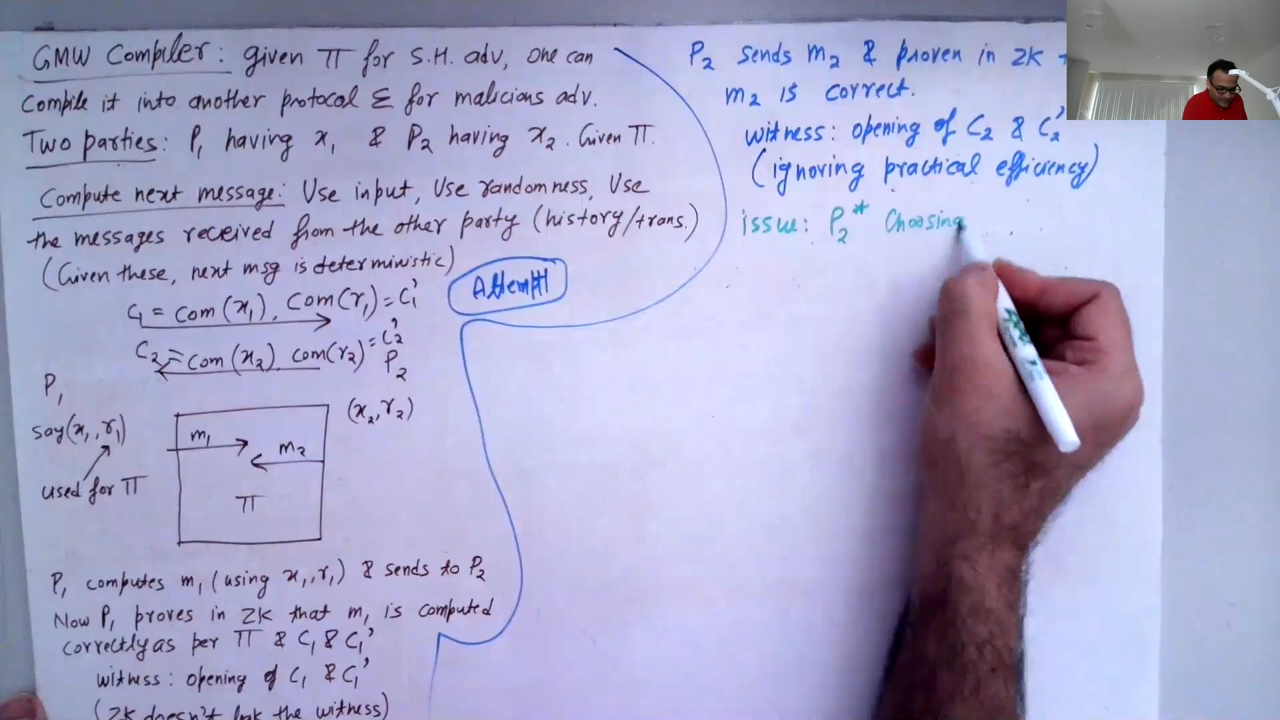 GMW Compiler: given Π for S.H. adv, one can
Compile it into another protocol Σ for malicious adv.
Two parties: P₁ having x₁ & P₂ having x₂. Given Π.
Compute next message: Use input, Use randomness, Use
the messages received from the other party (history/trans.)
(Given these, next msg is deterministic)
Attempt 1
C₁ = Com(x₁), Com(r₁) = C₁'
C₂ = Com(x₂), Com(r₂) = C₂'
P₁
P₂
say (x₁, r₁)
(x₂, r₂)
m₁
m₂
used for Π
Π
P₁ computes m₁ (using x₁, r₁) & sends to P₂
Now P₁ proves in ZK that m₁ is computed
correctly as per Π & C₁ & C₁'
witness: opening of C₁ & C₁'
(ZK doesn't leak the witness)
P₂ sends m₂ & proven in ZK
m₂ is correct.
witness: opening of C₂ & C₂'
(ignoring practical efficiency)
issue: P₂* Choosing